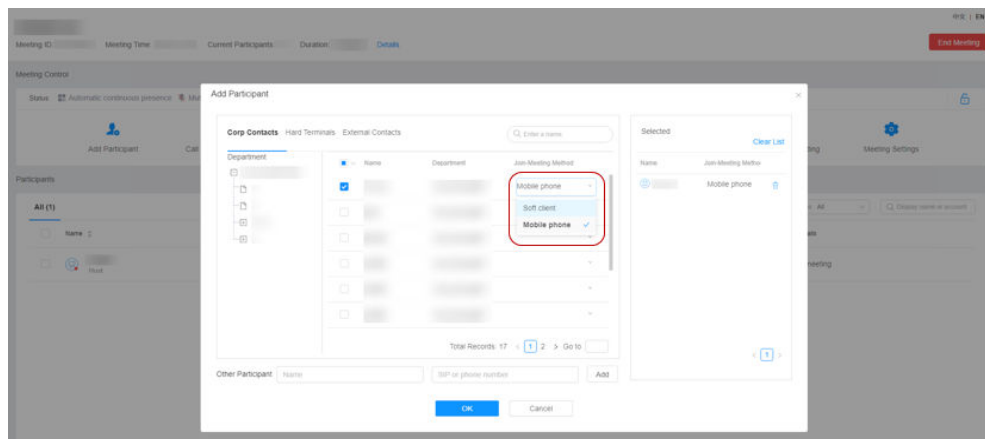 中文 | EN
Meeting ID Meeting Time Current Participants Duration Details End Meeting
Meeting Control
Status Automatic continuous presence
Add Participant Meeting Settings
Participants
All (1) All Display name or account
Name
Host meeting
Add Participant
Corp Contacts Hard Terminals External Contacts Enter a name
Department Name Department Join-Meeting Method
Mobile phone
Soft client
Mobile phone
Total Records: 17 < 1 2 > Go to
Selected
Clear List
Name Join-Meeting Metho
Mobile phone
< 1 >
Other Participant Name SIP or phone number Add
OK Cancel